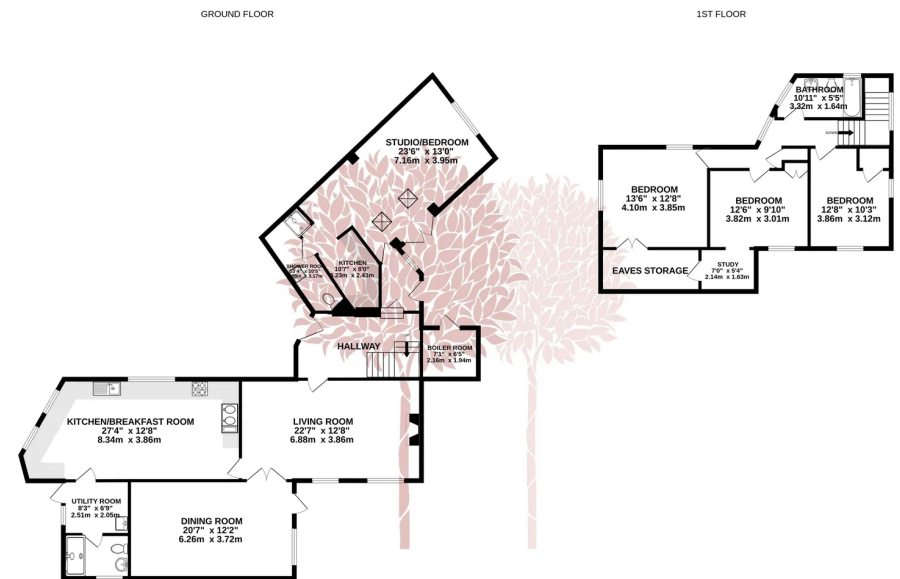 GROUND FLOOR
1ST FLOOR
STUDIO/BEDROOM
23'6" x 13'0"
7.16m x 3.95m
SHOWER ROOM
KITCHEN
10'7" x 8'0"
3.23m x 2.43m
HALLWAY
BOILER ROOM
7'1" x 6'5"
2.16m x 1.94m
KITCHEN/BREAKFAST ROOM
27'4" x 12'8"
8.34m x 3.86m
LIVING ROOM
22'7" x 12'8"
6.88m x 3.86m
UTILITY ROOM
8'3" x 6'9"
2.51m x 2.05m
DINING ROOM
20'7" x 12'2"
6.26m x 3.72m
BATHROOM
10'11" x 5'5"
3.32m x 1.64m
DOWN
BEDROOM
13'6" x 12'8"
4.10m x 3.85m
BEDROOM
12'6" x 9'10"
3.82m x 3.01m
BEDROOM
12'8" x 10'3"
3.86m x 3.12m
EAVES STORAGE
STUDY
7'0" x 5'4"
2.14m x 1.63m